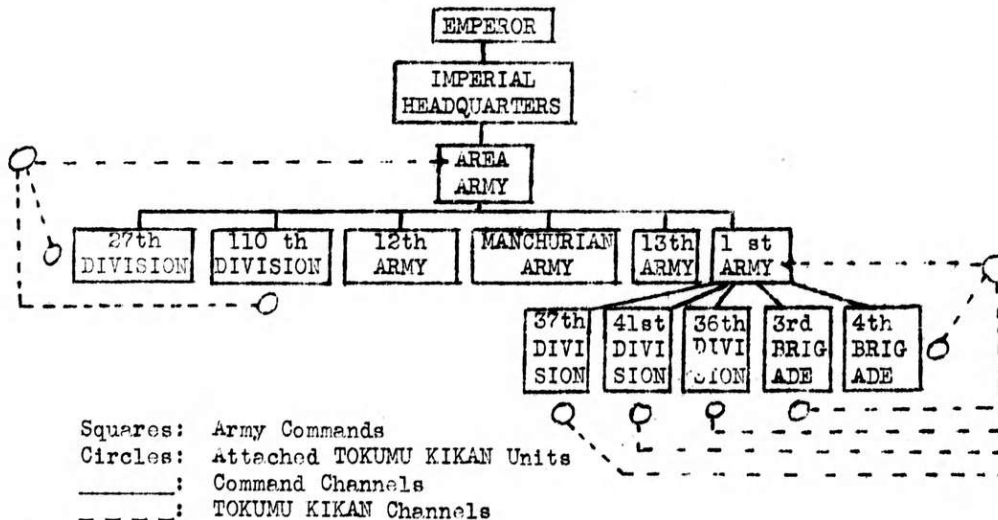 EMPEROR
IMPERIAL
HEADQUARTERS
AREA
ARMY
27th
DIVISION
110 th
DIVISION
12th
ARMY
MANCHURIAN
ARMY
13th
ARMY
1 st
ARMY
37th
DIVI
SION
41st
DIVI
SION
36th
DIVI
SION
3rd
BRIG
ADE
4th
BRIG
ADE
Squares: Army Commands
Circles: Attached TOKUMU KIKAN Units
_______: Command Channels
_ _ _ _: TOKUMU KIKAN Channels